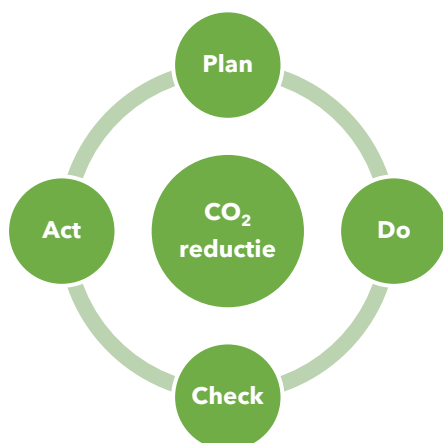 Plan
Act
CO₂
reductie
Do
Check